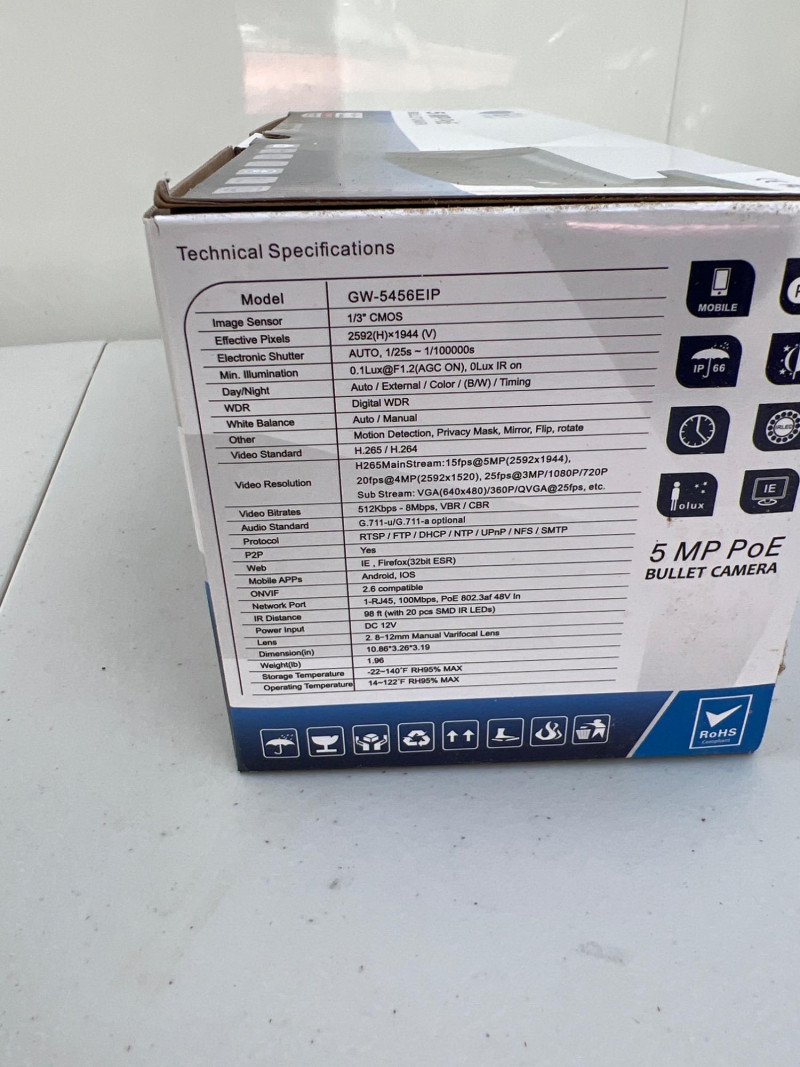 5 MP PoE
Technical Specifications
Model GW-5456EIP
Image Sensor 1/3" CMOS
Effective Pixels 2592(H)×1944 (V)
Electronic Shutter AUTO, 1/25s ~ 1/100000s
Min. Illumination 0.1Lux@F1.2(AGC ON), 0Lux IR on
Day/Night Auto / External / Color / (B/W) / Timing
WDR Digital WDR
White Balance Auto / Manual
Other Motion Detection, Privacy Mask, Mirror, Flip, rotate
Video Standard H.265 / H.264
Video Resolution H265MainStream:15fps@5MP(2592x1944),
20fps@4MP(2592x1520), 25fps@3MP/1080P/720P
Sub Stream: VGA(640x480)/360P/QVGA@25fps, etc.
Video Bitrates 512Kbps - 8Mbps, VBR / CBR
Audio Standard G.711-u/G.711-a optional
Protocol RTSP / FTP / DHCP / NTP / UPnP / NFS / SMTP
P2P Yes
Web IE , Firefox(32bit ESR)
Mobile APPs Android, IOS
ONVIF 2.6 compatible
Network Port 1-RJ45, 100Mbps, PoE 802.3af 48V In
IR Distance 98 ft (with 20 pcs SMD IR LEDs)
Power Input DC 12V
Lens 2. 8~12mm Manual Varifocal Lens
Dimension(in) 10.86*3.26*3.19
Weight(lb) 1.96
Storage Temperature -22~140°F RH95% MAX
Operating Temperature 14~122°F RH95% MAX
MOBILE
IP 66
IRLED
olux
IE
5 MP PoE
BULLET CAMERA
RoHS
Compliant